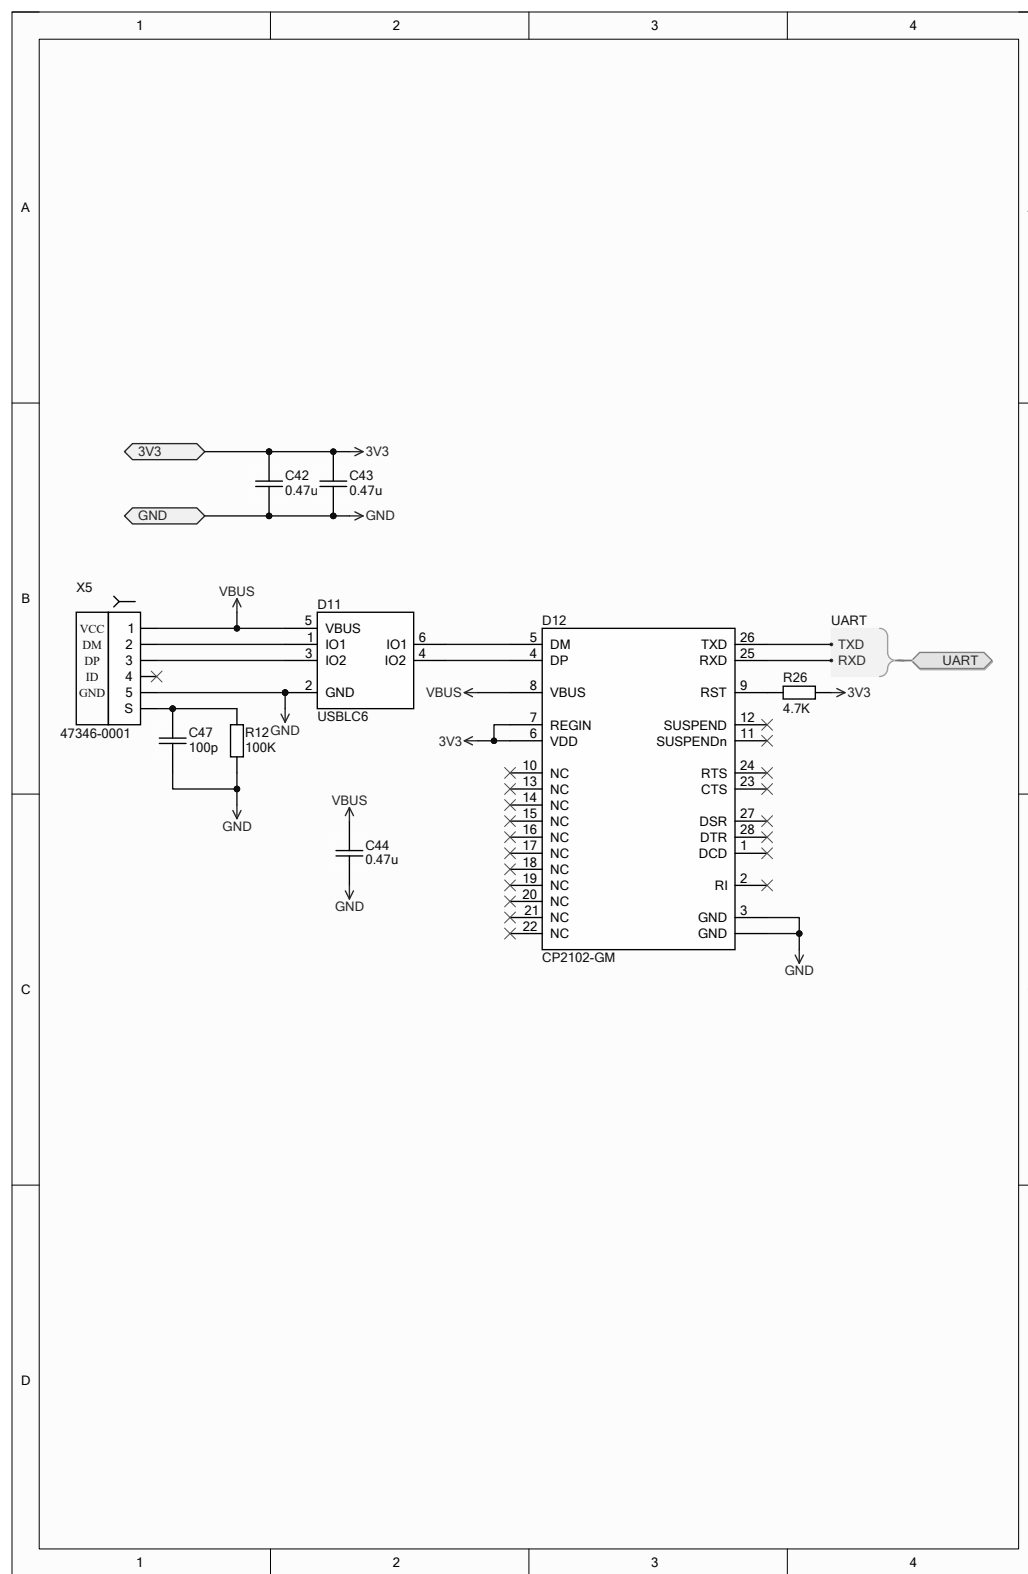 1 2 3 4
A
3V3 3V3
C42 C43
0.47u 0.47u
GND GND
B
X5 VBUS D11 D12 UART
VCC 1 5 VBUS
DM 2 1 IO1 IO1 6 5 DM TXD 26 TXD
DP 3 3 IO2 IO2 4 4 DP RXD 25 RXD UART
ID 4
GND 5 2 GND VBUS 8 VBUS RST 9 R26 3V3
S USBLC6 4.7K
47346-0001 C47 R12 GND 7 REGIN SUSPEND 12
100p 100K 3V3 6 VDD SUSPENDn 11
10 NC RTS 24
13 NC CTS 23
GND VBUS 14 NC
15 NC DSR 27
16 NC DTR 28
C44 17 NC DCD 1
0.47u 18 NC
19 NC RI 2
GND 20 NC
21 NC GND 3
22 NC GND
CP2102-GM GND
C
D
1 2 3 4